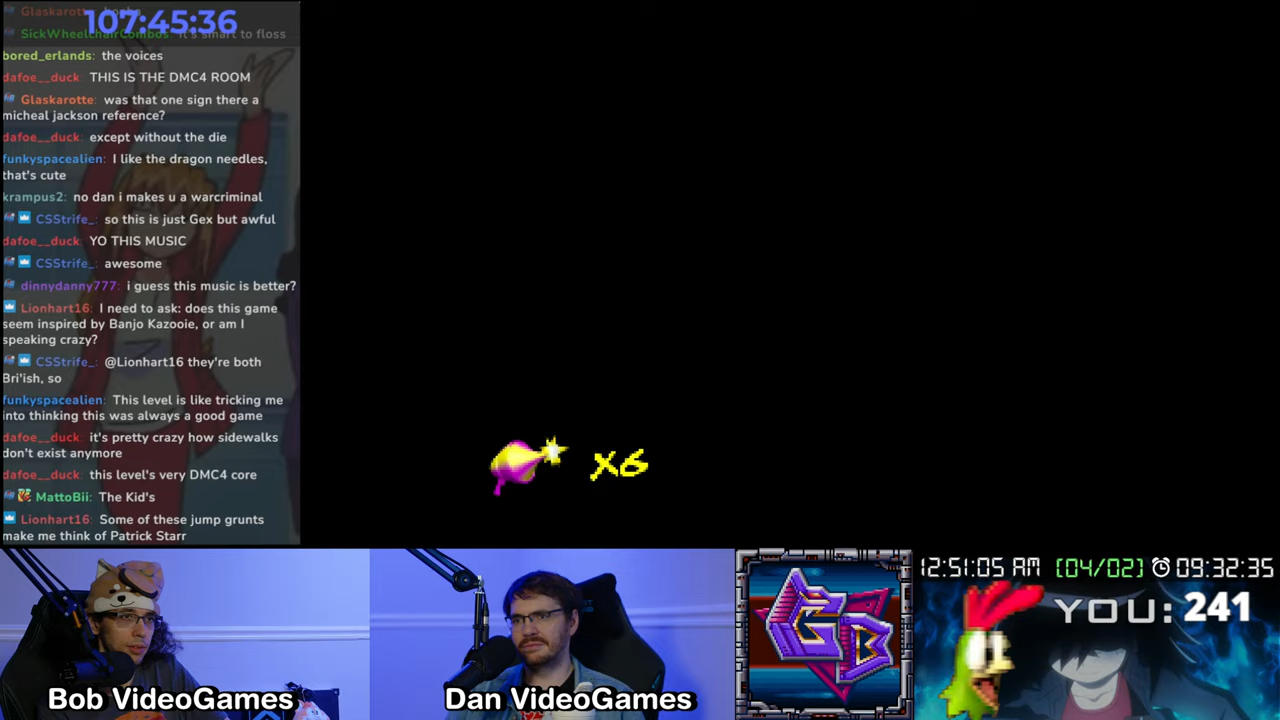 107:45:36
Glaskarotte:
SickWheelchairCombos: it's smart to floss
bored_erlands: the voices
dafoe__duck: THIS IS THE DMC4 ROOM
Glaskarotte: was that one sign there a
micheal jackson reference?
dafoe__duck: except without the die
funkyspacealien: I like the dragon needles,
that's cute
krampus2: no dan i makes u a warcriminal
CSStrife_: so this is just Gex but awful
dafoe__duck: YO THIS MUSIC
CSStrife_: awesome
dinnydanny777: i guess this music is better?
Lionhart16: I need to ask: does this game
seem inspired by Banjo Kazooie, or am I
speaking crazy?
CSStrife_: @Lionhart16 they're both
Bri'ish, so
funkyspacealien: This level is like tricking me
into thinking this was always a good game
dafoe__duck: it's pretty crazy how sidewalks
don't exist anymore
dafoe__duck: this level's very DMC4 core
MattoBii: The Kid's
Lionhart16: Some of these jump grunts
make me think of Patrick Starr
X6
Bob VideoGames
Dan VideoGames
GB
12:51:05 AM [04/02] 09:32:35
YOU: 241